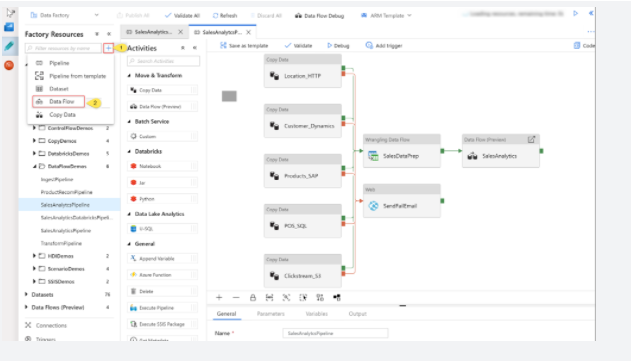 Data Factory
Publish All
Validate All
Refresh
Discard All
Data Flow Debug
ARM Template
Factory Resources
Filter resources by name
1
Pipeline
Pipeline from template
Dataset
Data Flow
2
Copy Data
ControlFlowDemos 2
CopyDemos 4
DatabricksDemos 5
DataFlowDemos 6
IngestPipeline
ProductRecomPipeline
SalesAnalyticsPipeline
SalesAnalyticsDatabricksPipeli
SalesAnalyticsPipeline
TransformPipeline
HDIDemos 2
ScenarioDemos 4
SSISDemos 2
Datasets 76
Data Flows (Preview) 4
Connections
Triggers
SalesAnalytics...
SalesAnalyticsP...
Activities
Search Activities
Move & Transform
Copy Data
Data Flow (Preview)
Batch Service
Custom
Databricks
Notebook
Jar
Python
Data Lake Analytics
U-SQL
General
Append Variable
Azure Function
Delete
Execute Pipeline
Execute SSIS Package
Get Metadata
Save as template
Validate
Debug
Add trigger
Code
Copy Data
Location_HTTP
Copy Data
Customer_Dynamics
Copy Data
Products_SAP
Copy Data
POS_SQL
Copy Data
Clickstream_S3
Wrangling Data Flow
SalesDataPrep
Data Flow (Preview)
SalesAnalytics
Web
SendFailEmail
General
Parameters
Variables
Output
Name *
SalesAnalyticsPipeline